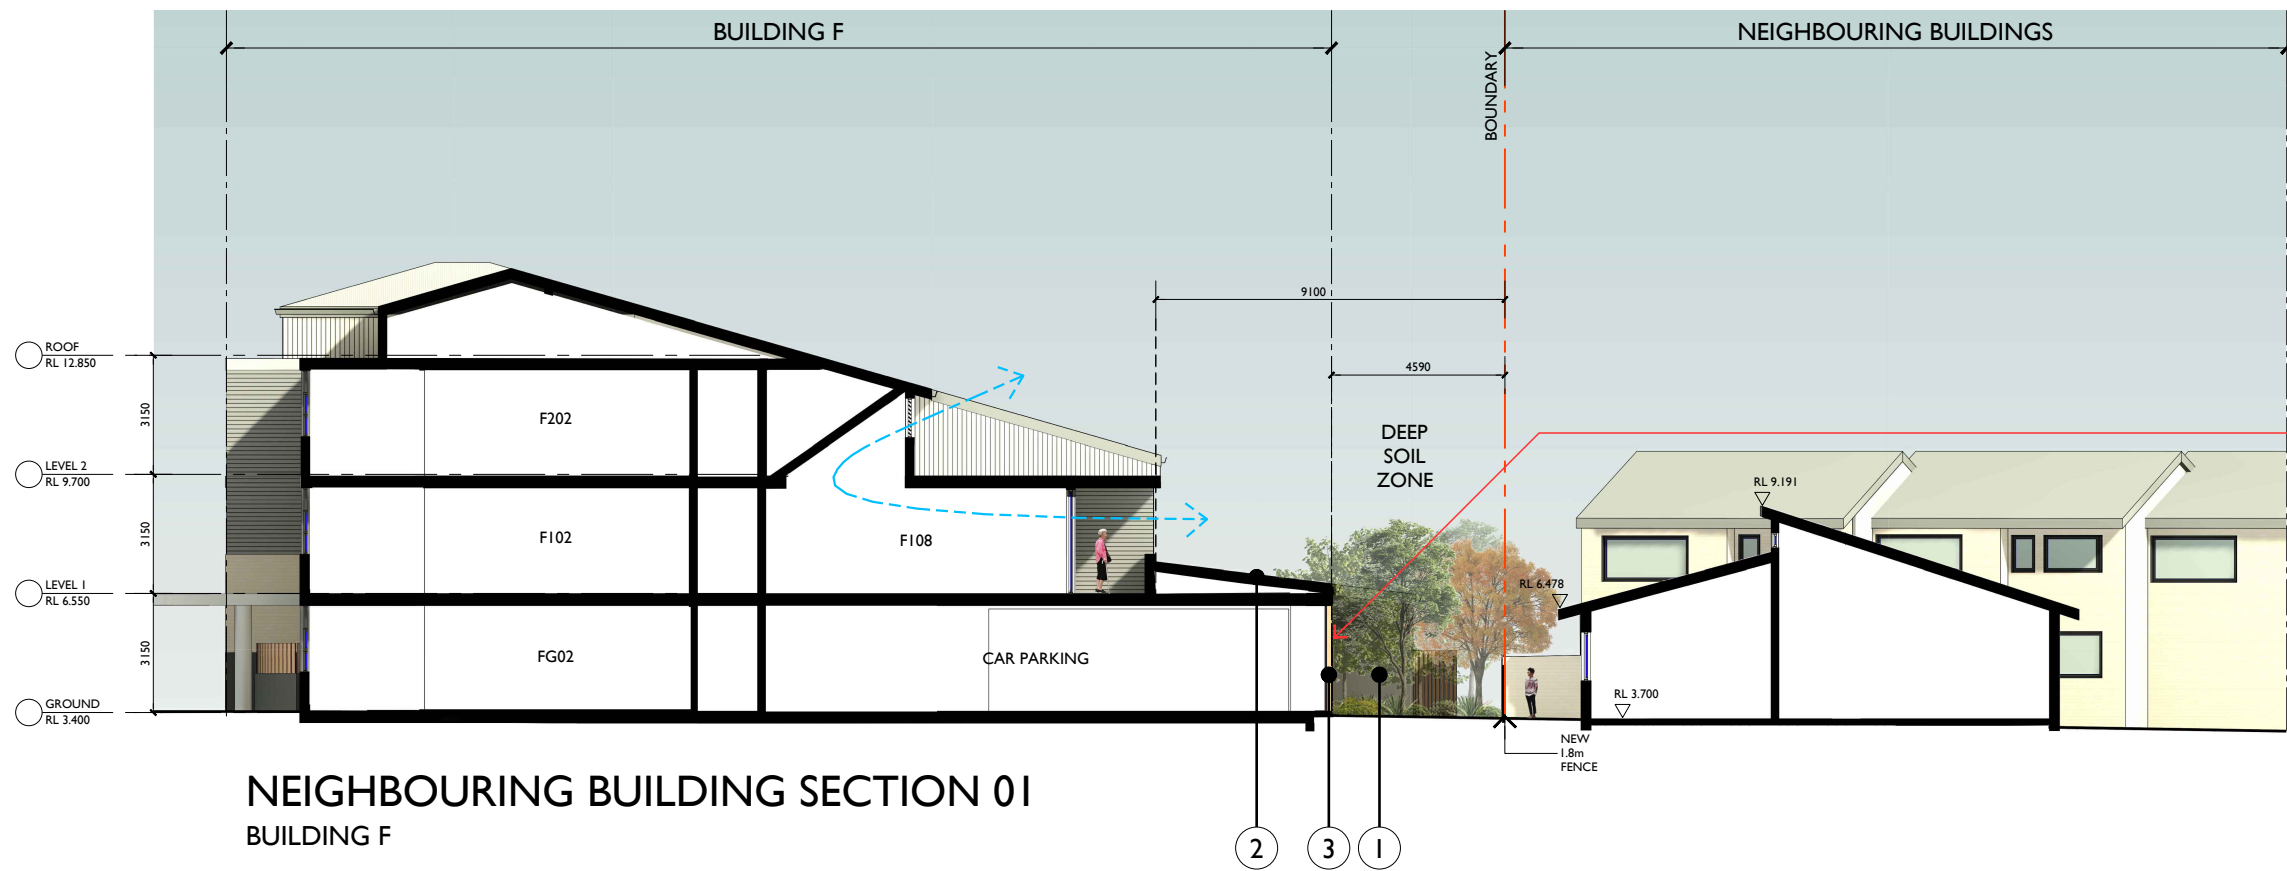 BUILDING F
NEIGHBOURING BUILDINGS
BOUNDARY
9100
4590
ROOF
RL 12.850
3150
LEVEL 2
RL 9.700
3150
LEVEL 1
RL 6.550
3150
GROUND
RL 3.400
F202
F102
F108
FG02
CAR PARKING
DEEP
SOIL
ZONE
RL 9.191
RL 6.478
RL 3.700
NEW
1.8m
FENCE
NEIGHBOURING BUILDING SECTION 01
BUILDING F
2
3
1